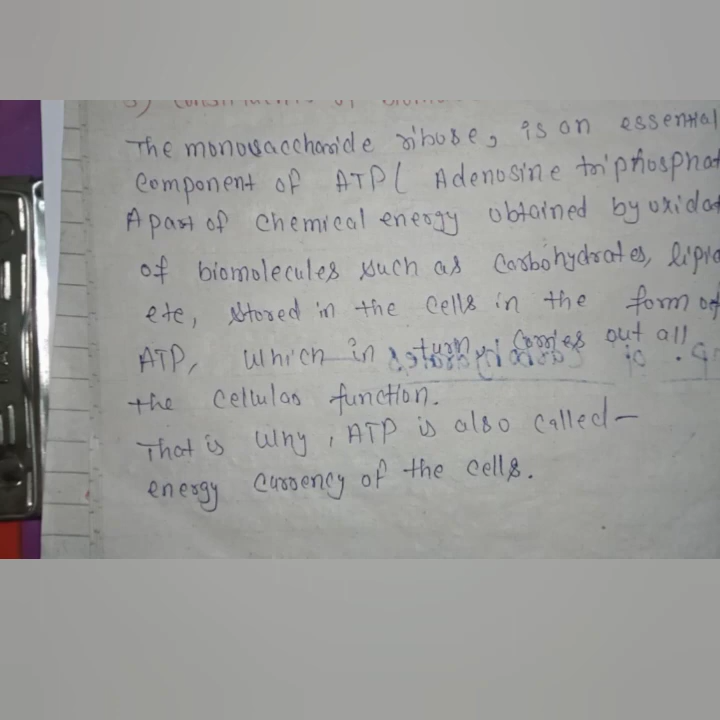 The monosaccharide ribose, is an essential
component of ATP( Adenosine triphosphat
A part of chemical energy obtained by oxidat
of biomolecules such as carbohydrates, lipid
etc, stored in the cells in the form of
ATP, which in turn carries out all
the cellular function.
That is why, ATP is also called-
energy currency of the cells.